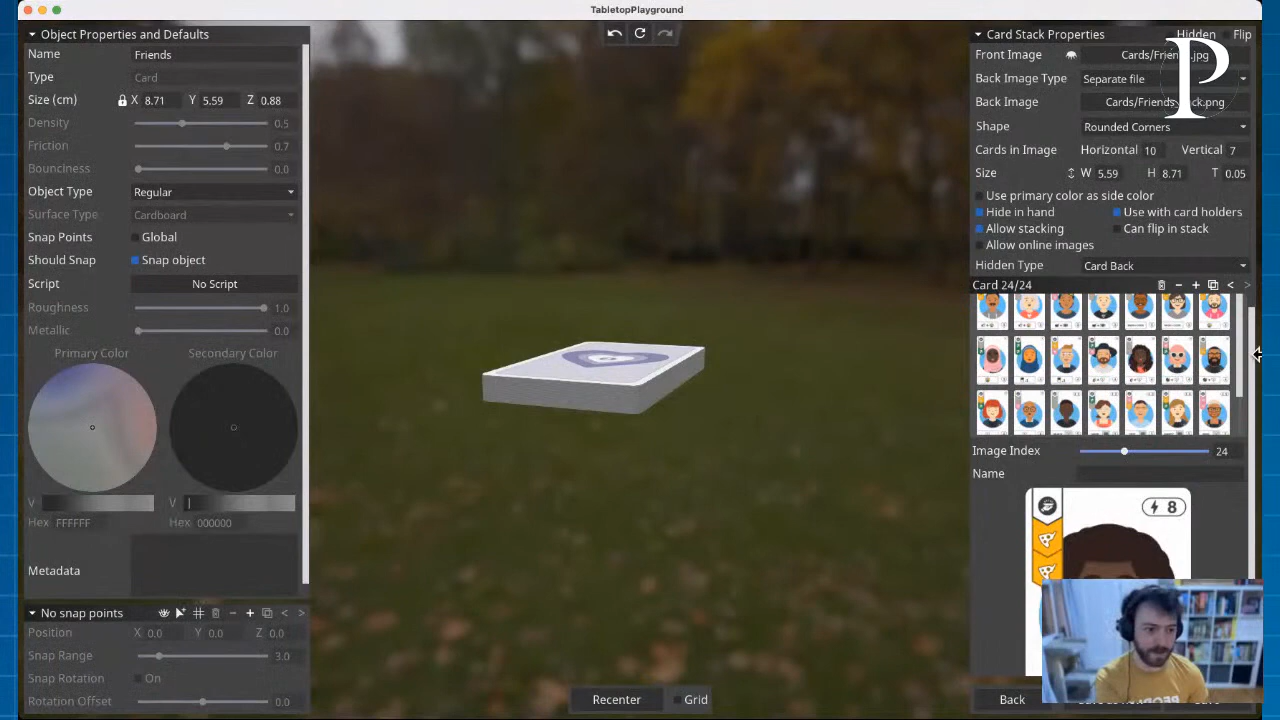 TabletopPlayground
Object Properties and Defaults
Name Friends
Type Card
Size (cm) X 8.71 Y 5.59 Z 0.88
Density 0.5
Friction 0.7
Bounciness 0.0
Object Type Regular
Surface Type Cardboard
Snap Points Global
Should Snap Snap object
Script No Script
Roughness 1.0
Metallic 0.0
Primary Color Secondary Color
V V
Hex FFFFFF Hex 000000
Metadata
No snap points
Position X 0.0 Y 0.0 Z 0.0
Snap Range 3.0
Snap Rotation On
Rotation Offset 0.0
Recenter Grid
Card Stack Properties Hidden Flip
Front Image .jpg
Back Image Type Separate file
Back Image
P
Shape Rounded Corners
Cards in Image Horizontal 10 Vertical 7
Size W 5.59 H 8.71 T 0.05
Use primary color as side color
Hide in hand Use with card holders
Allow stacking Can flip in stack
Allow online images
Hidden Type Card Back
Card 24/24
Image Index 24
Name
8
Back